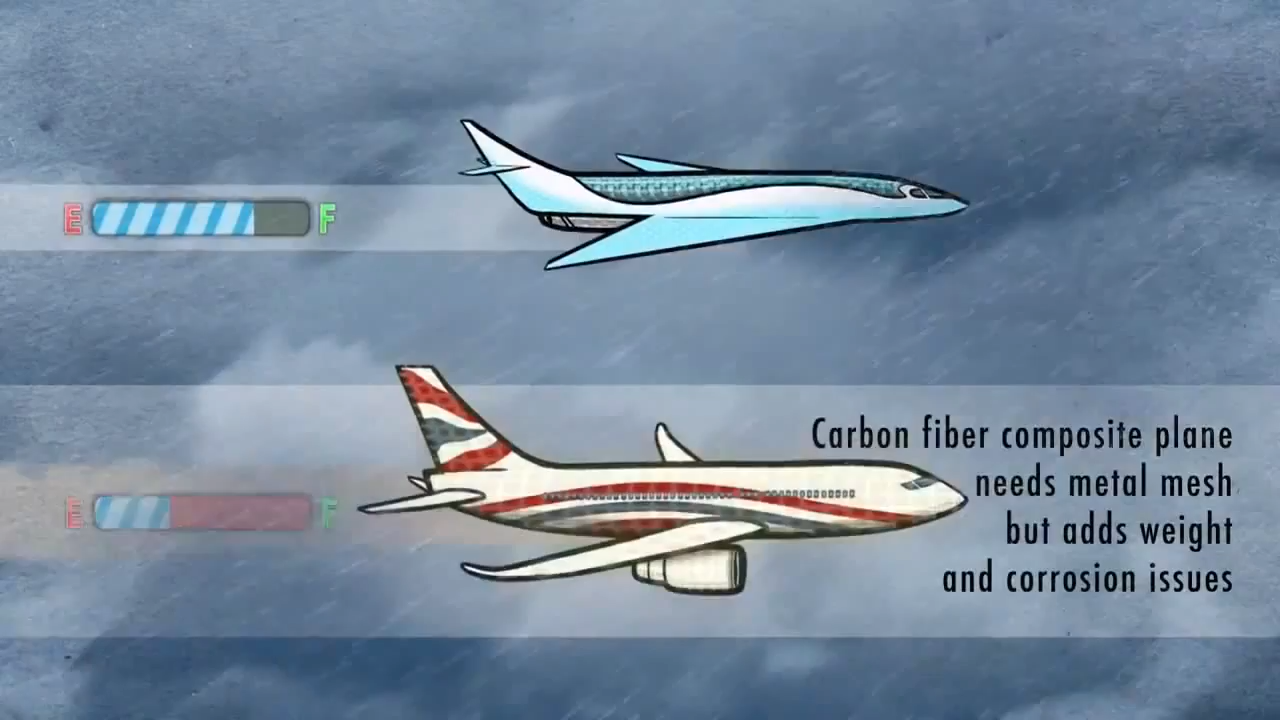 E F
Carbon fiber composite plane
needs metal mesh
but adds weight
and corrosion issues
E F